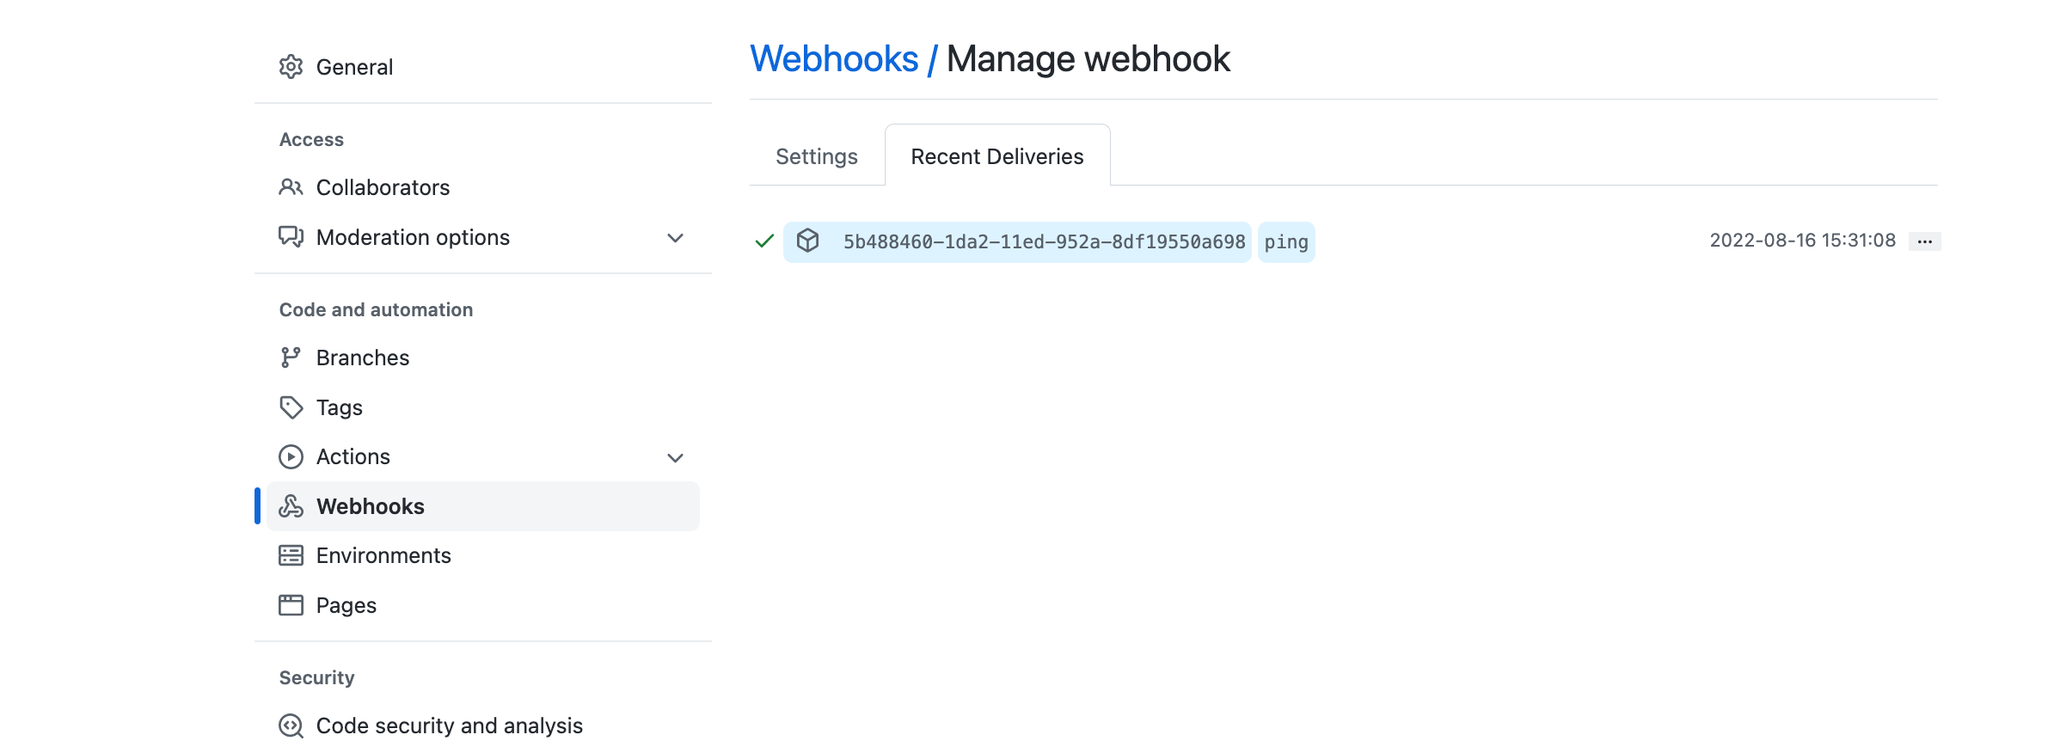 General
Access
Collaborators
Moderation options
Code and automation
Branches
Tags
Actions
Webhooks
Environments
Pages
Security
Code security and analysis
Webhooks / Manage webhook
Settings
Recent Deliveries
5b488460-1da2-11ed-952a-8df19550a698 ping
2022-08-16 15:31:08 ...